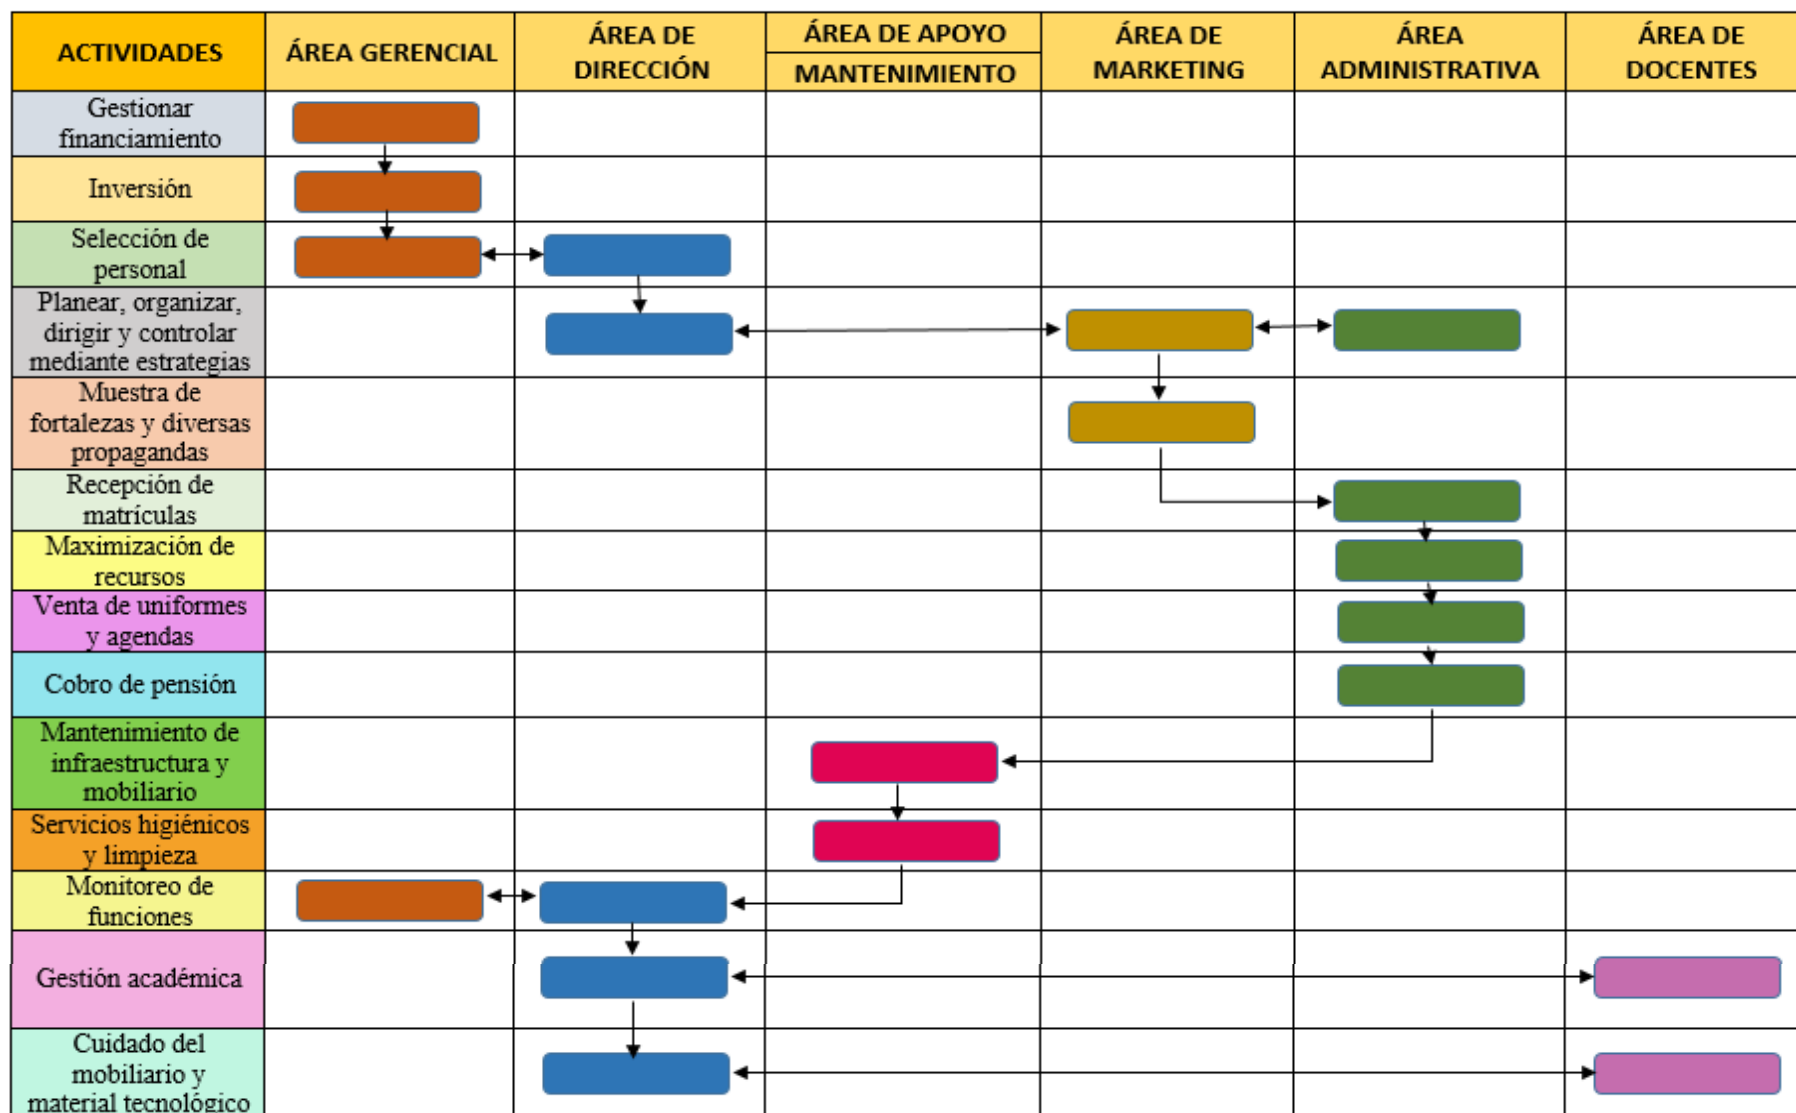 ACTIVIDADES
ÁREA GERENCIAL
ÁREA DE
DIRECCIÓN
ÁREA DE APOYO
MANTENIMIENTO
ÁREA DE
MARKETING
ÁREA
ADMINISTRATIVA
ÁREA DE
DOCENTES
Gestionar
financiamiento
Inversión
Selección de
personal
Planear, organizar,
dirigir y controlar
mediante estrategias
Muestra de
fortalezas y diversas
propagandas
Recepción de
matrículas
Maximización de
recursos
Venta de uniformes
y agendas
Cobro de pensión
Mantenimiento de
infraestructura y
mobiliario
Servicios higiénicos
y limpieza
Monitoreo de
funciones
Gestión académica
Cuidado del
mobiliario y
material tecnológico